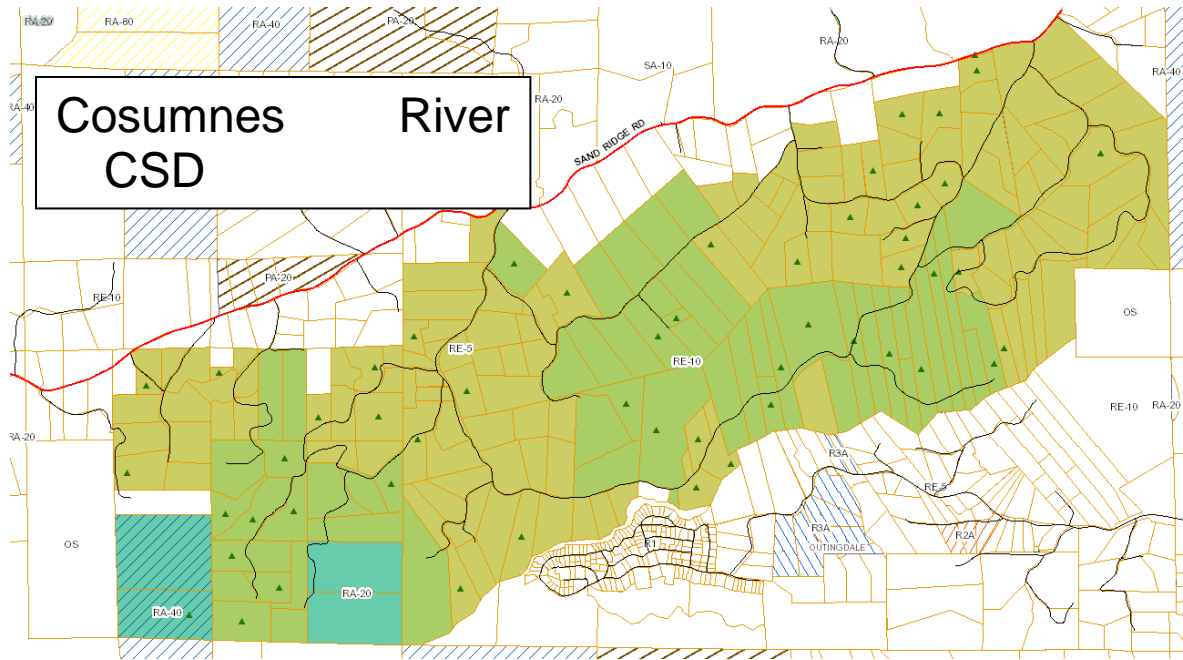 RA-20
RA-80
RA-40
PA-20
RA-20
SA-10
RA-40
RA-40
RA-20
Cosumnes River
CSD
SAND RIDGE RD
PA-20
RE-10
OS
RE-5
RE-10
RE-10
RA-20
RA-20
R3A
RE-5
R3A
R2A
OS
R1
OUTINGDALE
RA-20
RA-40